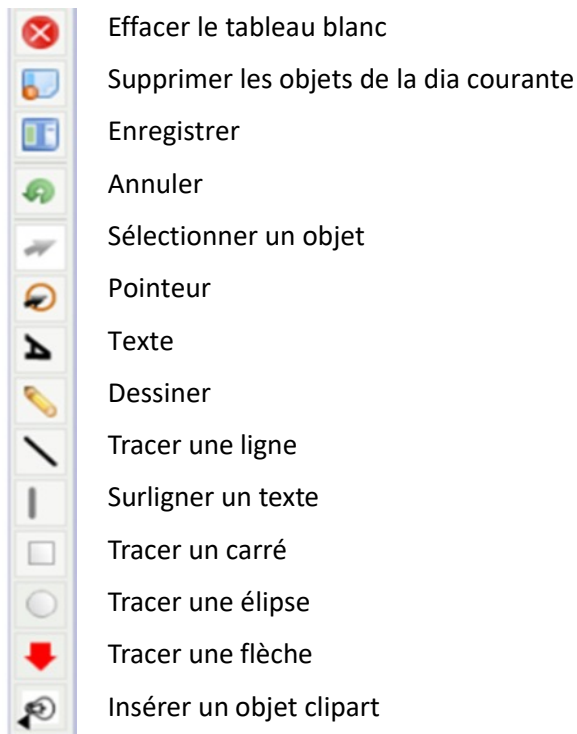 Effacer le tableau blanc
Supprimer les objets de la dia courante
Enregistrer
Annuler
Sélectionner un objet
Pointeur
Texte
Dessiner
Tracer une ligne
Surligner un texte
Tracer un carré
Tracer une élipse
Tracer une flèche
Insérer un objet clipart